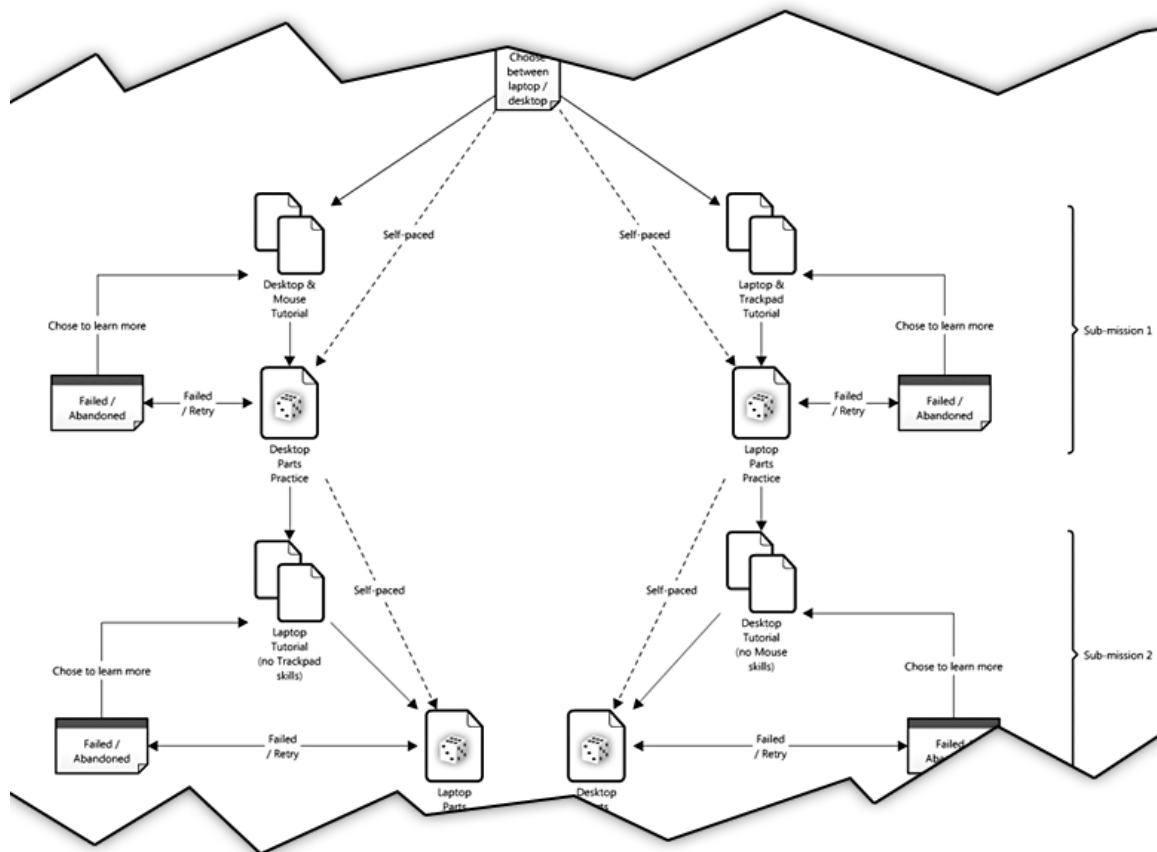 Choose
between
laptop /
desktop
Self-paced
Self-paced
Desktop &
Mouse
Tutorial
Laptop &
Trackpad
Tutorial
Chose to learn more
Chose to learn more
Sub-mission 1
Failed /
Abandoned
Failed
/ Retry
Failed
/ Retry
Failed /
Abandoned
Desktop
Parts
Practice
Laptop
Parts
Practice
Self-paced
Self-paced
Laptop
Tutorial
(no Trackpad
skills)
Desktop
Tutorial
(no Mouse
skills)
Chose to learn more
Chose to learn more
Sub-mission 2
Failed /
Abandoned
Failed
/ Retry
Failed
/ Retry
Failed
Laptop
Parts
Desktop